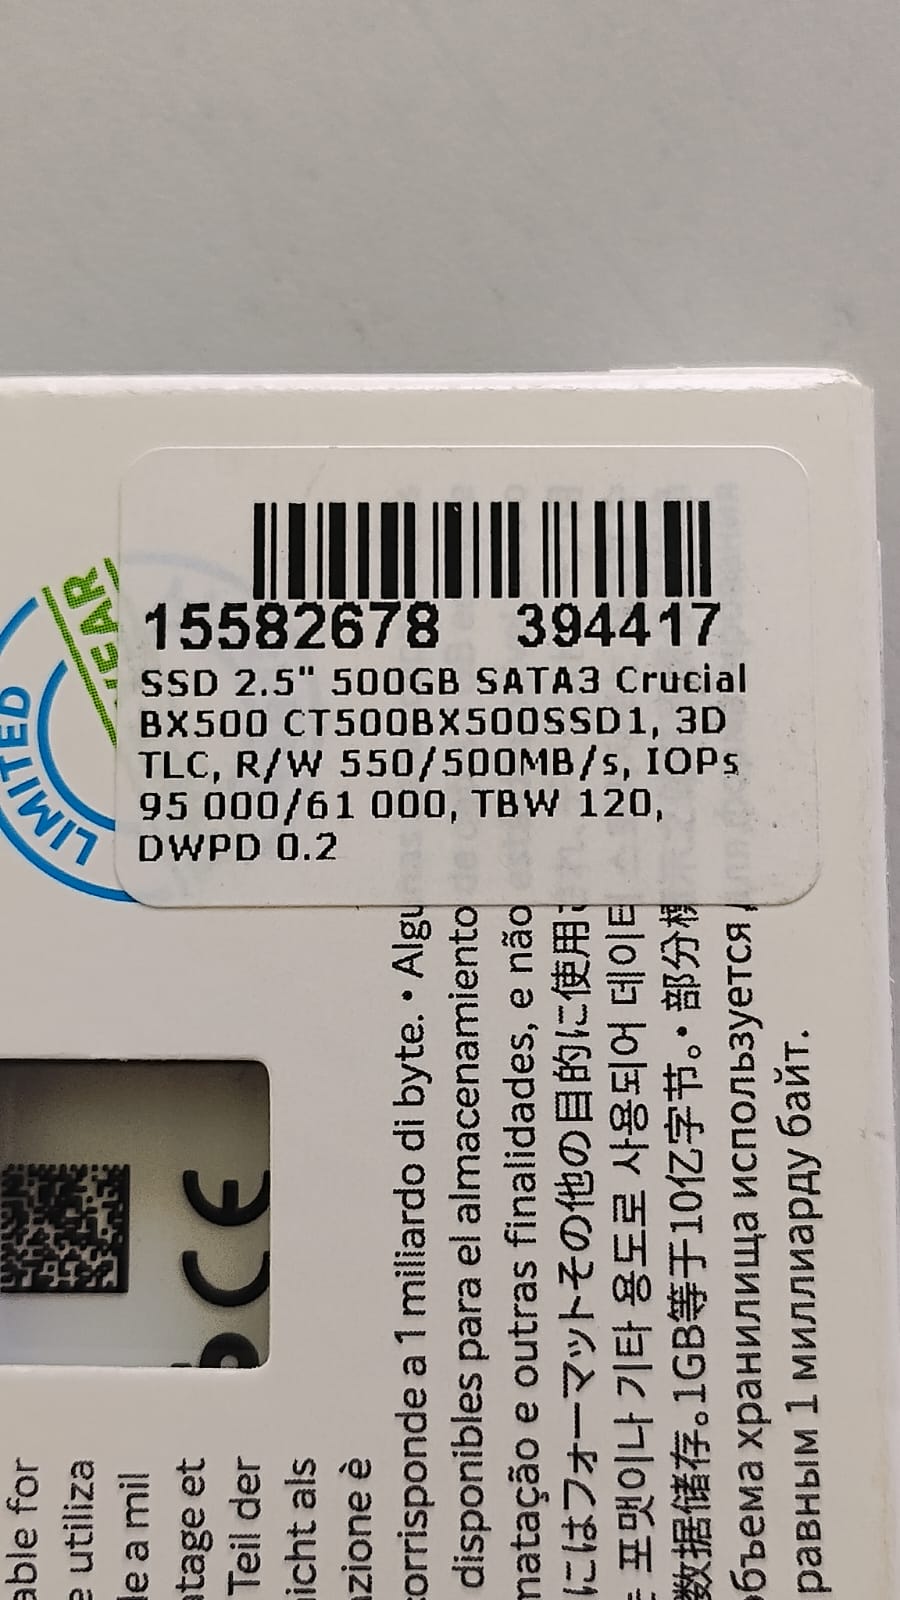 15582678 394417
SSD 2.5" 500GB SATA3 Crucial
BX500 CT500BX500SSD1, 3D
TLC, R/W 550/500MB/s, IOPs
95 000/61 000, TBW 120,
DWPD 0.2
LIMITED
YEAR
CE
able for
utiliza
le a mil
tage et
Teil der
icht als
zione è
corrisponde a 1 miliardo di byte. • Algu
disponibles para el almacenamiento
matação e outras finalidades, e não
にはフォーマットその他の目的に使用
포맷이나 기타 용도로 사용되어 데이터
数据储存。1GB等于10亿字节。• 部分
объема хранилища используется
равным 1 миллиарду байт.